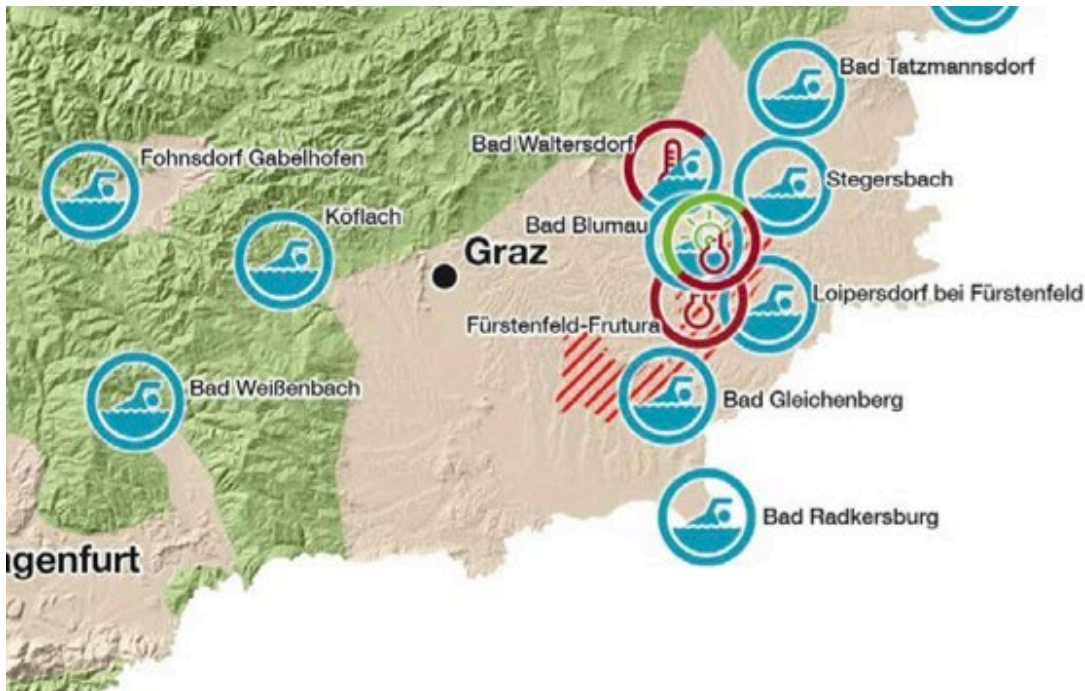 Bad Tatzmannsdorf
Bad Waltersdorf
Fohnsdorf Gabelhofen
Stegersbach
Köflach
Bad Blumau
Graz
Loipersdorf bei Fürstenfeld
Fürstenfeld-Frutura
Bad Weißenbach
Bad Gleichenberg
Bad Radkersburg
ngenfurt